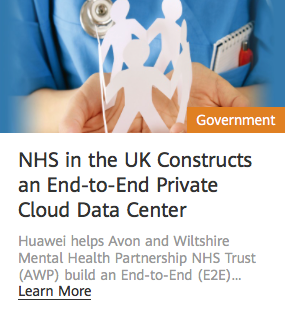 Government
NHS in the UK Constructs
an End-to-End Private
Cloud Data Center
Huawei helps Avon and Wiltshire
Mental Health Partnership NHS Trust
(AWP) build an End-to-End (E2E)...
Learn More